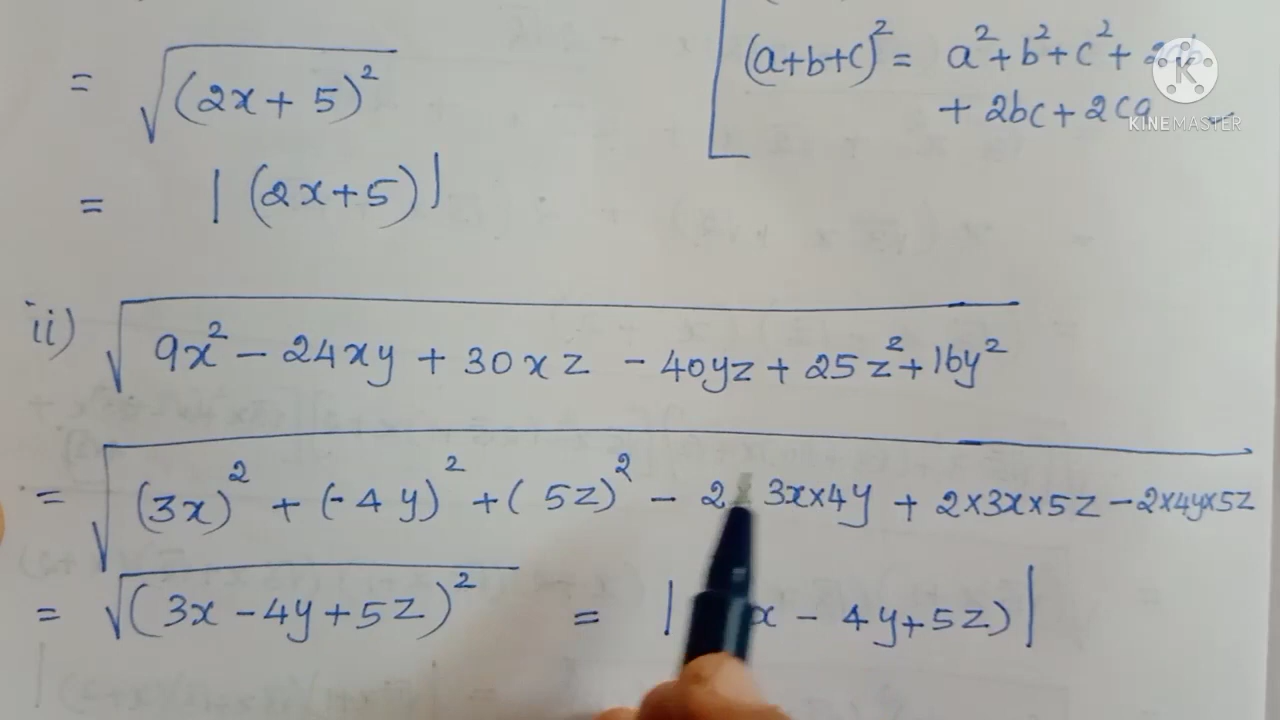 = √(2x + 5)²
= | (2x+5) |
(a+b+c)² = a² + b² + c² +
+ 2bc + 2ca
K
KINEMASTER
ii) √9x² - 24xy + 30xz - 40yz + 25z² + 16y²
= √(3x)² + (-4y)² + (5z)² - 2 3x×4y + 2×3x×5z - 2×4y×5z
= √(3x - 4y + 5z)² = | x - 4y + 5z) |